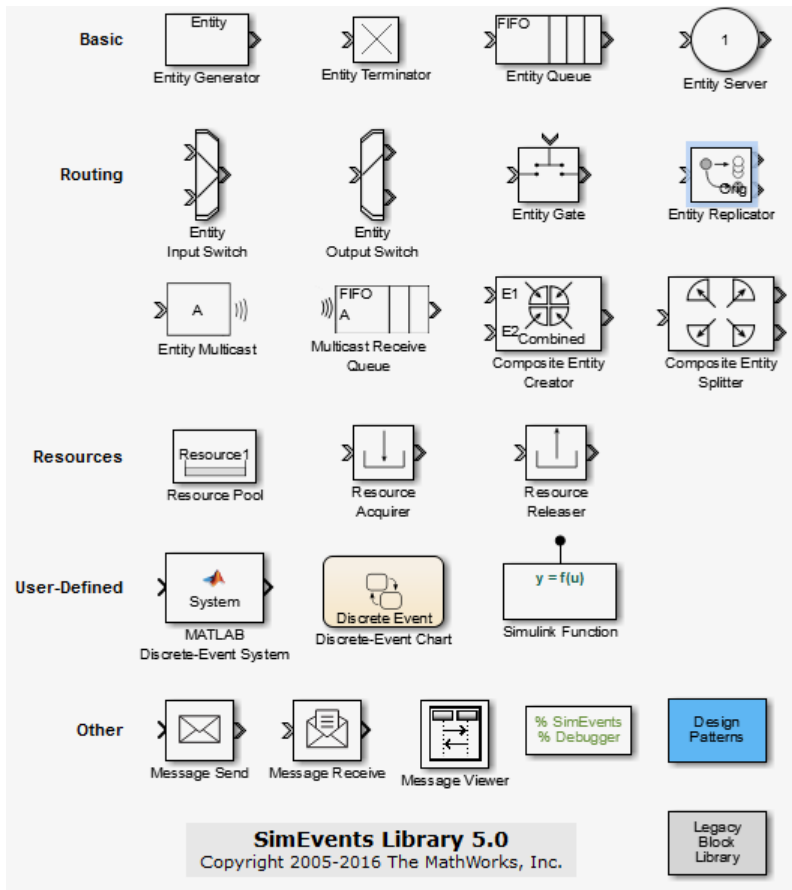 Basic
Entity
Entity Generator
Entity Terminator
FIFO
Entity Queue
1
Entity Server
Routing
Entity
Input Switch
Entity
Output Switch
Entity Gate
Orig
Entity Replicator
A
Entity Multicast
FIFO
A
Multicast Receive
Queue
E1
E2
Combined
Composite Entity
Creator
Composite Entity
Splitter
Resources
Resource1
Resource Pool
Resource
Acquirer
Resource
Releaser
User-Defined
System
MATLAB
Discrete-Event System
Discrete Event
Discrete-Event Chart
y = f(u)
Simulink Function
Other
Message Send
Message Receive
Message Viewer
% SimEvents
% Debugger
Design
Patterns
SimEvents Library 5.0
Copyright 2005-2016 The MathWorks, Inc.
Legacy
Block
Library